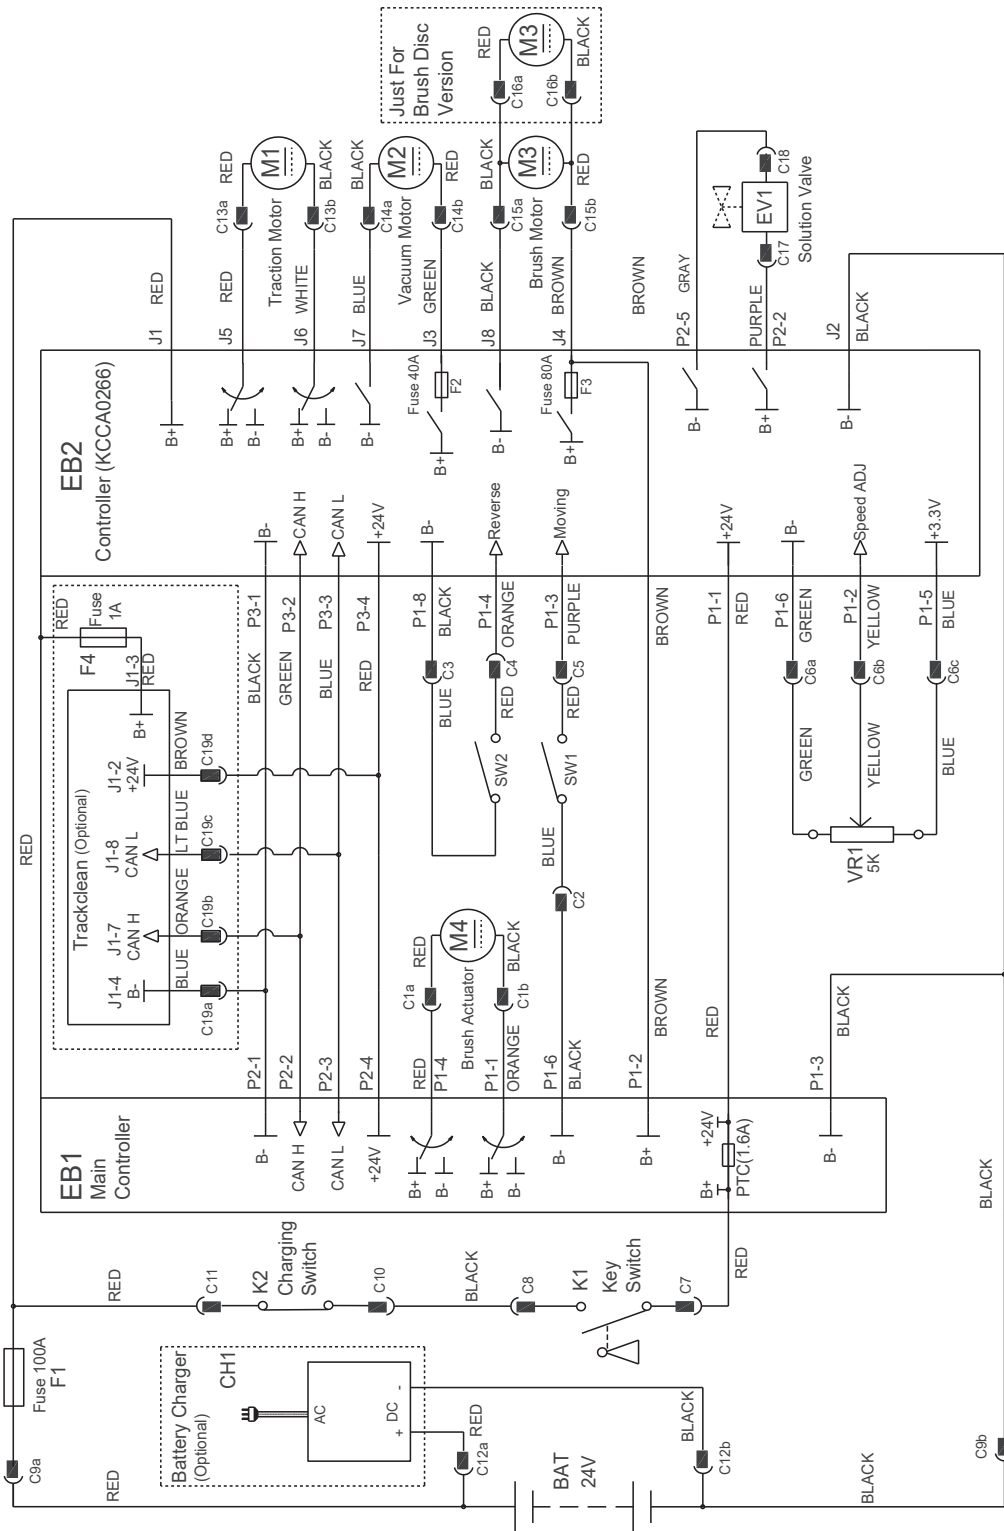 RED
C9a
Fuse 100A
F1
RED
RED
Battery Charger
(Optional)
CH1
AC
+ DC -
RED
C12a
BLACK
C12b
BAT
24V
BLACK
C9b
RED
C11
K2
Charging
Switch
C10
BLACK
C8
K1
Key
Switch
C7
RED
BLACK
EB1
Main
Controller
B-
CAN H
CAN L
+24V
B+
B-
B+
B-
B-
B+
B+
+24V
PTC(1.6A)
B-
P2-1
P2-2
P2-3
P2-4
RED
P1-4
P1-1
ORANGE
P1-6
BLACK
P1-2
BROWN
RED
P1-3
BLACK
C1a
RED
M4
Brush Actuator
BLACK
C1b
C2
BLUE
Trackclean (Optional)
J1-4
B-
J1-7
CAN H
J1-8
CAN L
J1-2
+24V
B+
J1-3
RED
F4
Fuse
1A
RED
BLUE
ORANGE
LT BLUE
BROWN
C19a
C19b
C19c
C19d
BLACK
GREEN
BLUE
RED
P3-1
P3-2
P3-3
P3-4
SW2
SW1
BLUE
C3
BLACK
P1-8
RED
C4
ORANGE
P1-4
RED
C5
PURPLE
P1-3
BROWN
P1-1
RED
VR1
5K
GREEN
C6a
GREEN
P1-6
YELLOW
C6b
YELLOW
P1-2
BLUE
C6c
BLUE
P1-5
EB2
Controller (KCCA0266)
B-
CAN H
CAN L
+24V
B-
Reverse
Moving
+24V
B-
Speed ADJ
+3.3V
B+
B+
B-
B+
B-
B-
B+
Fuse 40A
F2
B-
B+
Fuse 80A
F3
B-
B+
B-
J1
RED
J5
RED
J6
WHITE
J7
BLUE
J3
GREEN
J8
BLACK
J4
BROWN
BROWN
P2-5
GRAY
P2-2
PURPLE
J2
BLACK
C13a
RED
M1
Traction Motor
C13b
BLACK
C14a
BLACK
M2
Vacuum Motor
C14b
RED
C15a
BLACK
M3
Brush Motor
C15b
RED
Just For
Brush Disc
Version
RED
C16a
M3
C16b
BLACK
EV1
C17
C18
Solution Valve